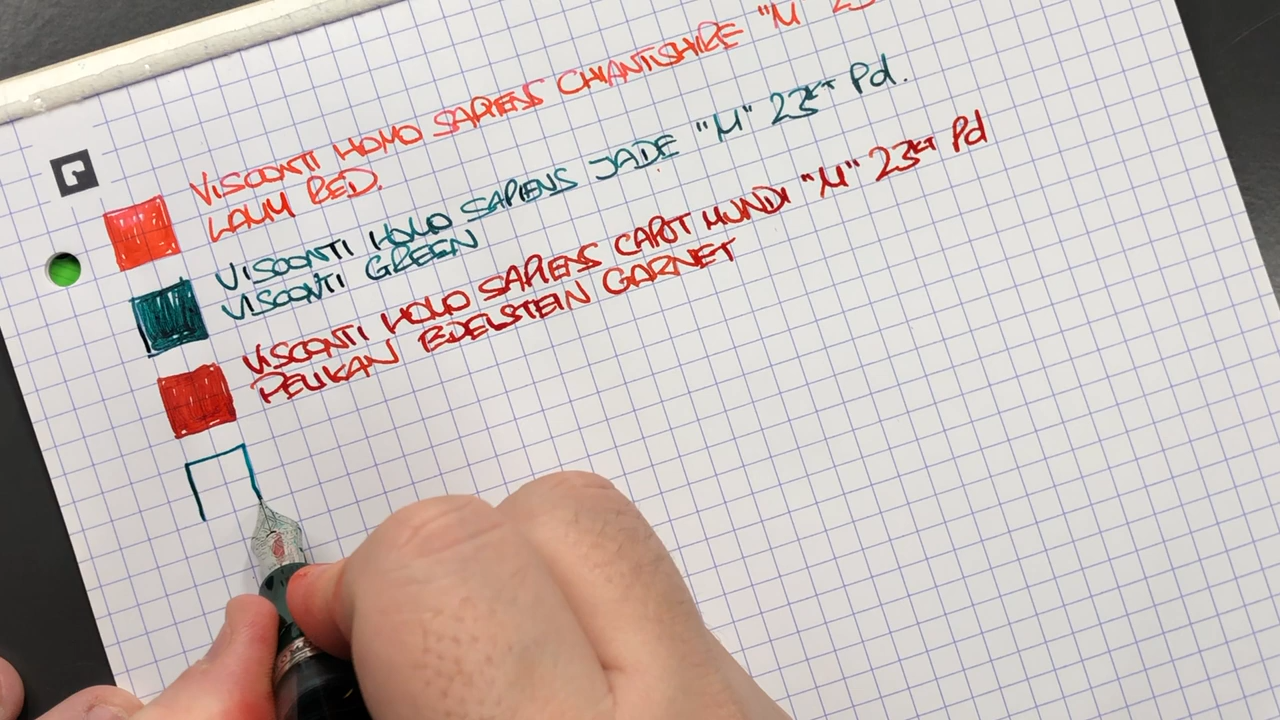 VISCONTI HOMO SAPIENS CHIANTISHIRE "M" 23
LAMY RED.
VISCONTI HOMO SAPIENS JADE "M" 23KT Pd.
VISCONTI GREEN
VISCONTI HOMO SAPIENS CAPUT MUNDI "M" 23KT Pd
PELIKAN EDELSTEIN GARNET